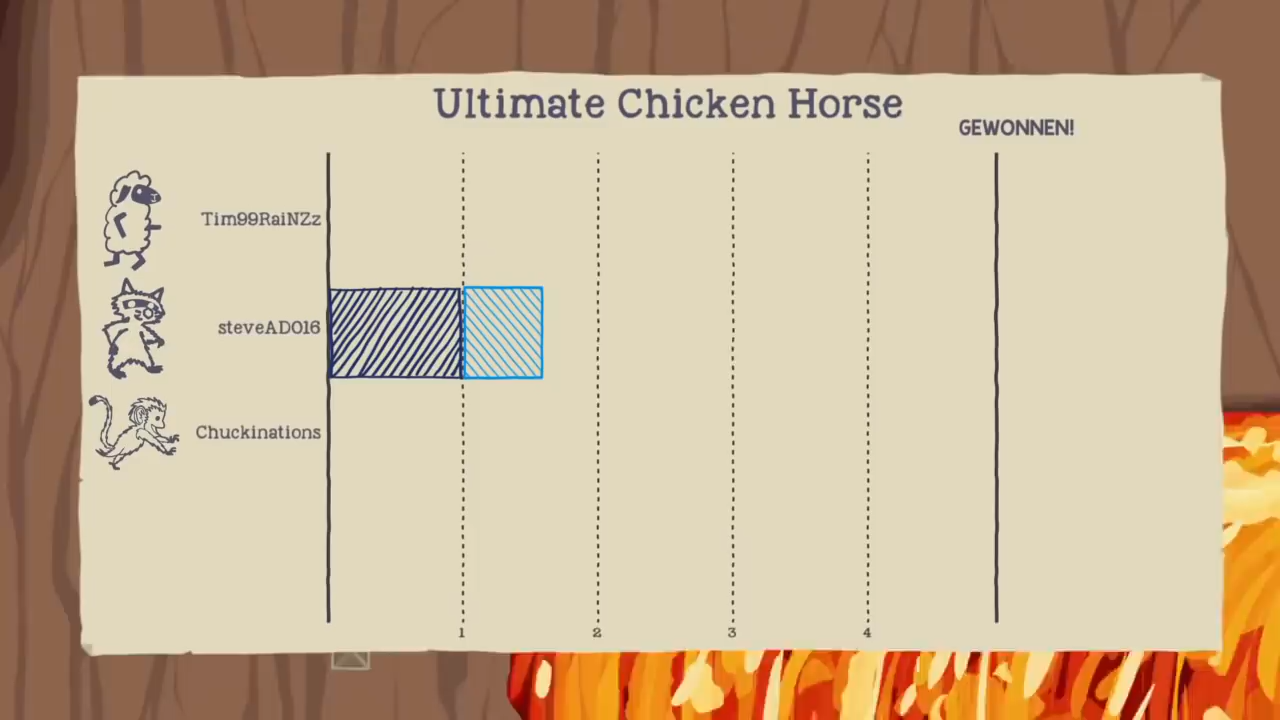 Ultimate Chicken Horse
GEWONNEN!
Tim99RaiNZz
steveAD016
Chuckinations
1 2 3 4